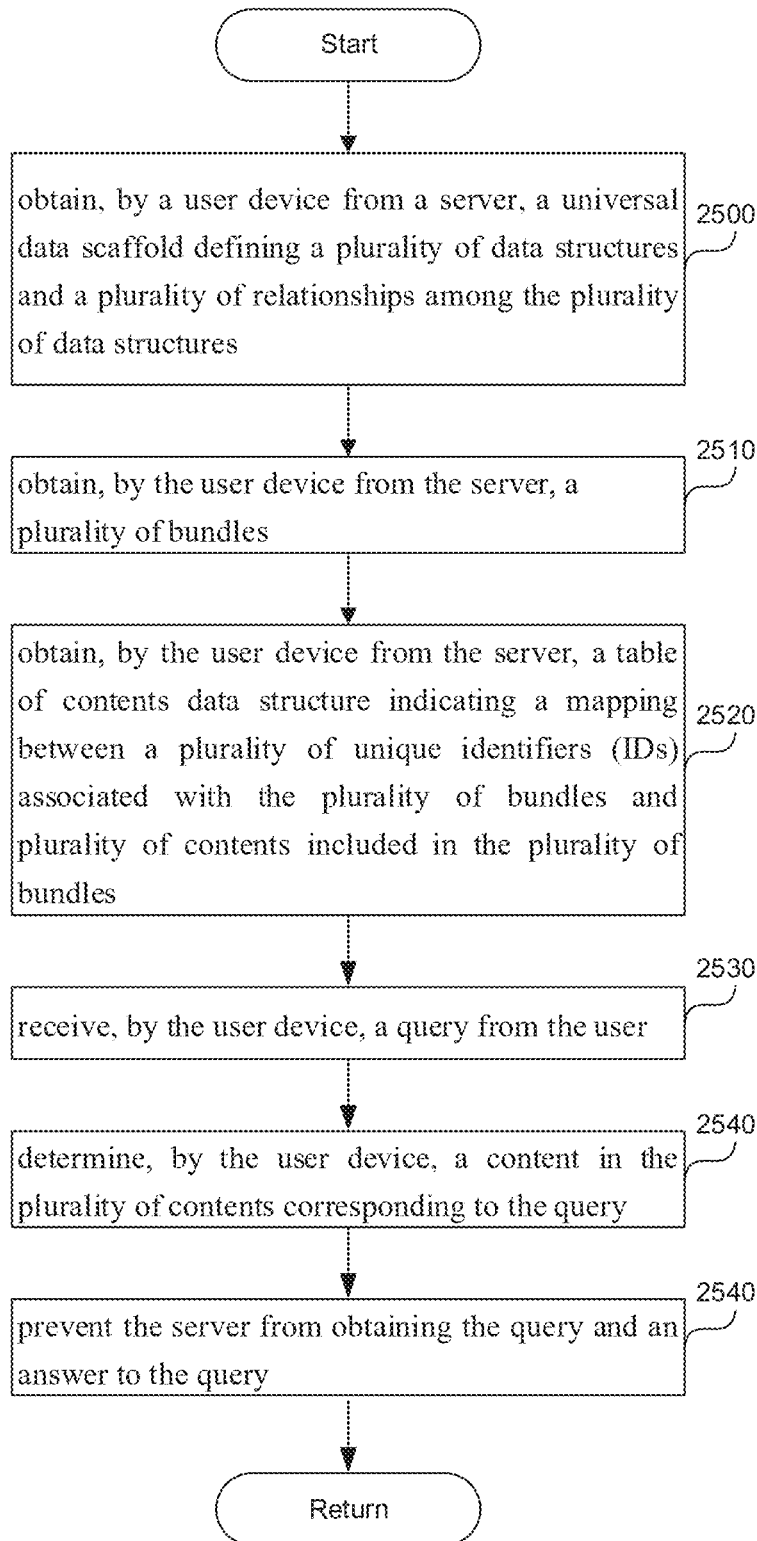 Start
obtain, by a user device from a server, a universal
data scaffold defining a plurality of data structures
and a plurality of relationships among the plurality
of data structures
2500
obtain, by the user device from the server, a
plurality of bundles
2510
obtain, by the user device from the server, a table
of contents data structure indicating a mapping
between a plurality of unique identifiers (IDs)
associated with the plurality of bundles and
plurality of contents included in the plurality of
bundles
2520
receive, by the user device, a query from the user
2530
determine, by the user device, a content in the
plurality of contents corresponding to the query
2540
prevent the server from obtaining the query and an
answer to the query
2540
Return